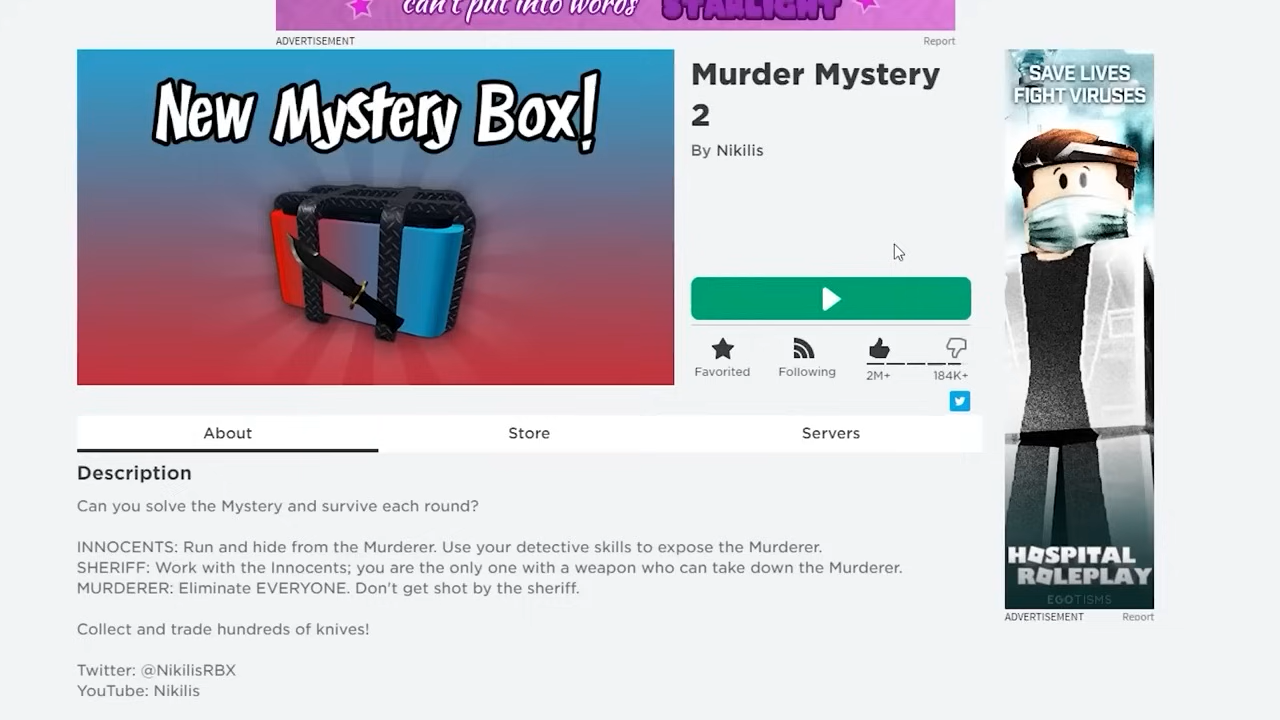 can't put into words STARLIGHT
ADVERTISEMENT Report
New Mystery Box!
Murder Mystery
2
By Nikilis
Favorited Following 2M+ 184K+
About Store Servers
Description
Can you solve the Mystery and survive each round?
INNOCENTS: Run and hide from the Murderer. Use your detective skills to expose the Murderer.
SHERIFF: Work with the Innocents; you are the only one with a weapon who can take down the Murderer.
MURDERER: Eliminate EVERYONE. Don't get shot by the sheriff.
Collect and trade hundreds of knives!
Twitter: @NikilisRBX
YouTube: Nikilis
SAVE LIVES
FIGHT VIRUSES
HOSPITAL
ROLEPLAY
EGOTISMS
ADVERTISEMENT Report